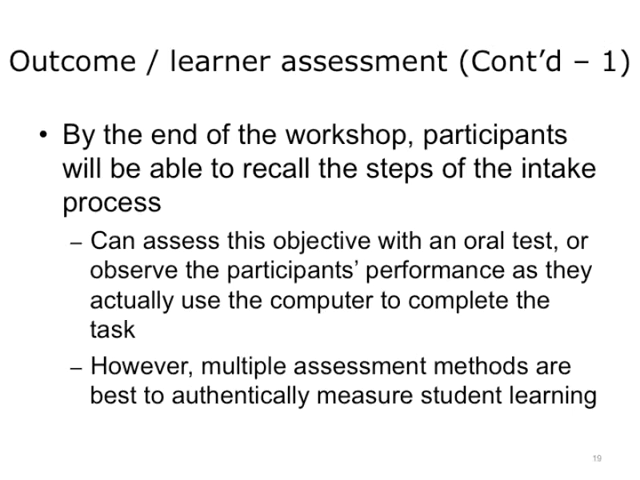 Outcome / learner assessment (Cont’d – 1)
• By the end of the workshop, participants
will be able to recall the steps of the intake
process
– Can assess this objective with an oral test, or
observe the participants’ performance as they
actually use the computer to complete the
task
– However, multiple assessment methods are
best to authentically measure student learning
19